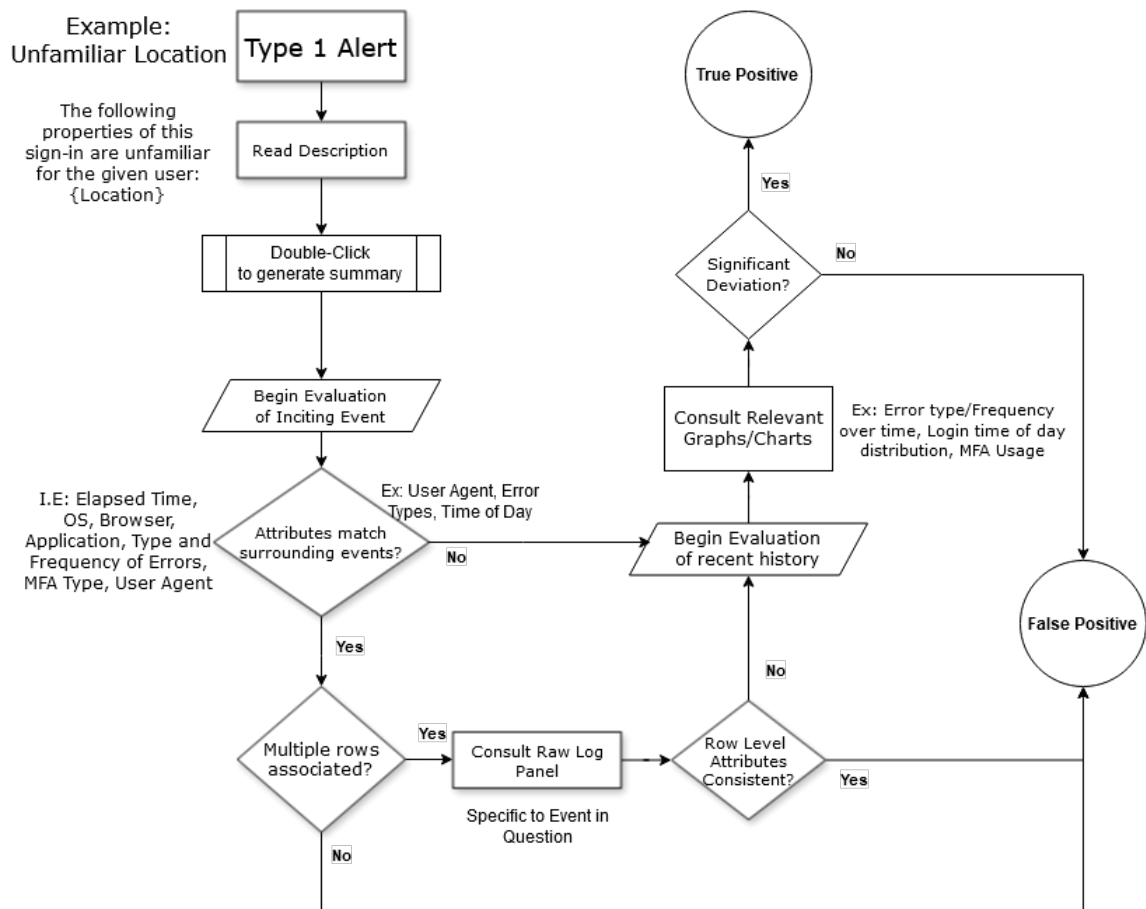 Example:
Unfamiliar Location
Type 1 Alert
The following
properties of this
sign-in are unfamiliar
for the given user:
{Location}
Read Description
Double-Click
to generate summary
Begin Evaluation
of Inciting Event
I.E: Elapsed Time,
OS, Browser,
Application, Type and
Frequency of Errors,
MFA Type, User Agent
Attributes match
surrounding events?
Ex: User Agent, Error
Types, Time of Day
No
Yes
Multiple rows
associated?
Yes
No
Consult Raw Log
Panel
Specific to Event in
Question
Row Level
Attributes
Consistent?
No
Yes
Begin Evaluation
of recent history
Consult Relevant
Graphs/Charts
Ex: Error type/Frequency
over time, Login time of day
distribution, MFA Usage
Significant
Deviation?
Yes
No
True Positive
False Positive